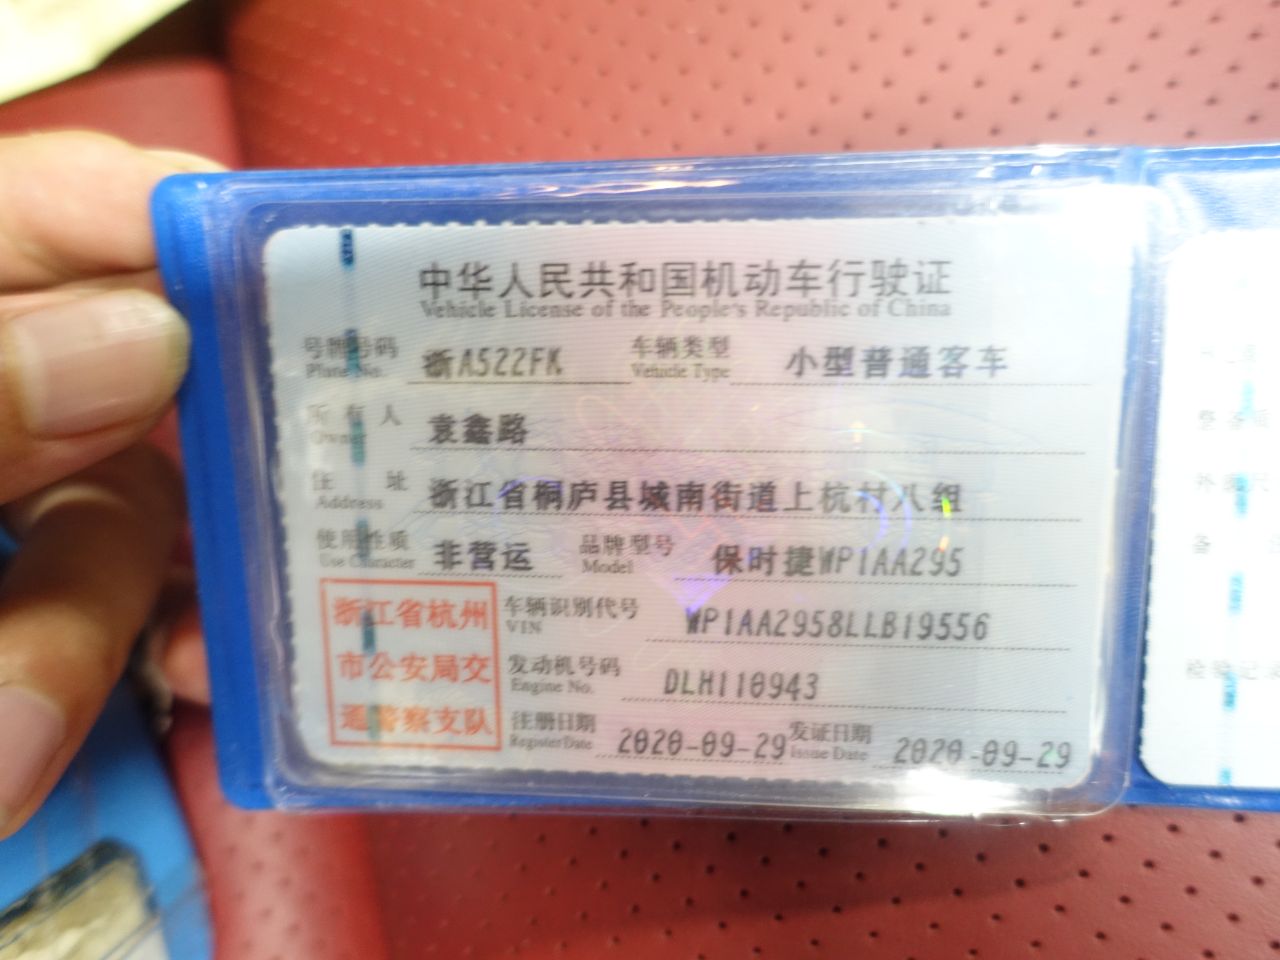 中华人民共和国机动车行驶证
Vehicle License of the People's Republic of China
号牌号码 浙A522FK 车辆类型 小型普通客车
Plate No. Vehicle Type
所有人 袁鑫路
Owner
住址 浙江省桐庐县城南街道上杭村八组
Address
使用性质 非营运 品牌型号 保时捷WP1AA295
Use Character Model
浙江省杭州
市公安局交
通警察支队
车辆识别代号 WP1AA2958LLB19556
VIN
发动机号码 DLH110943
Engine No.
注册日期 2020-09-29 发证日期 2020-09-29
Register Date Issue Date
检验记录